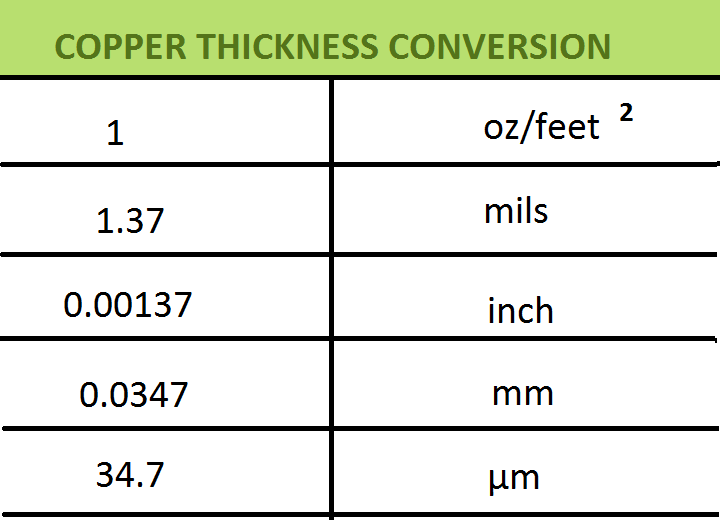 COPPER THICKNESS CONVERSION
1 oz/feet ²
1.37 mils
0.00137 inch
0.0347 mm
34.7 µm